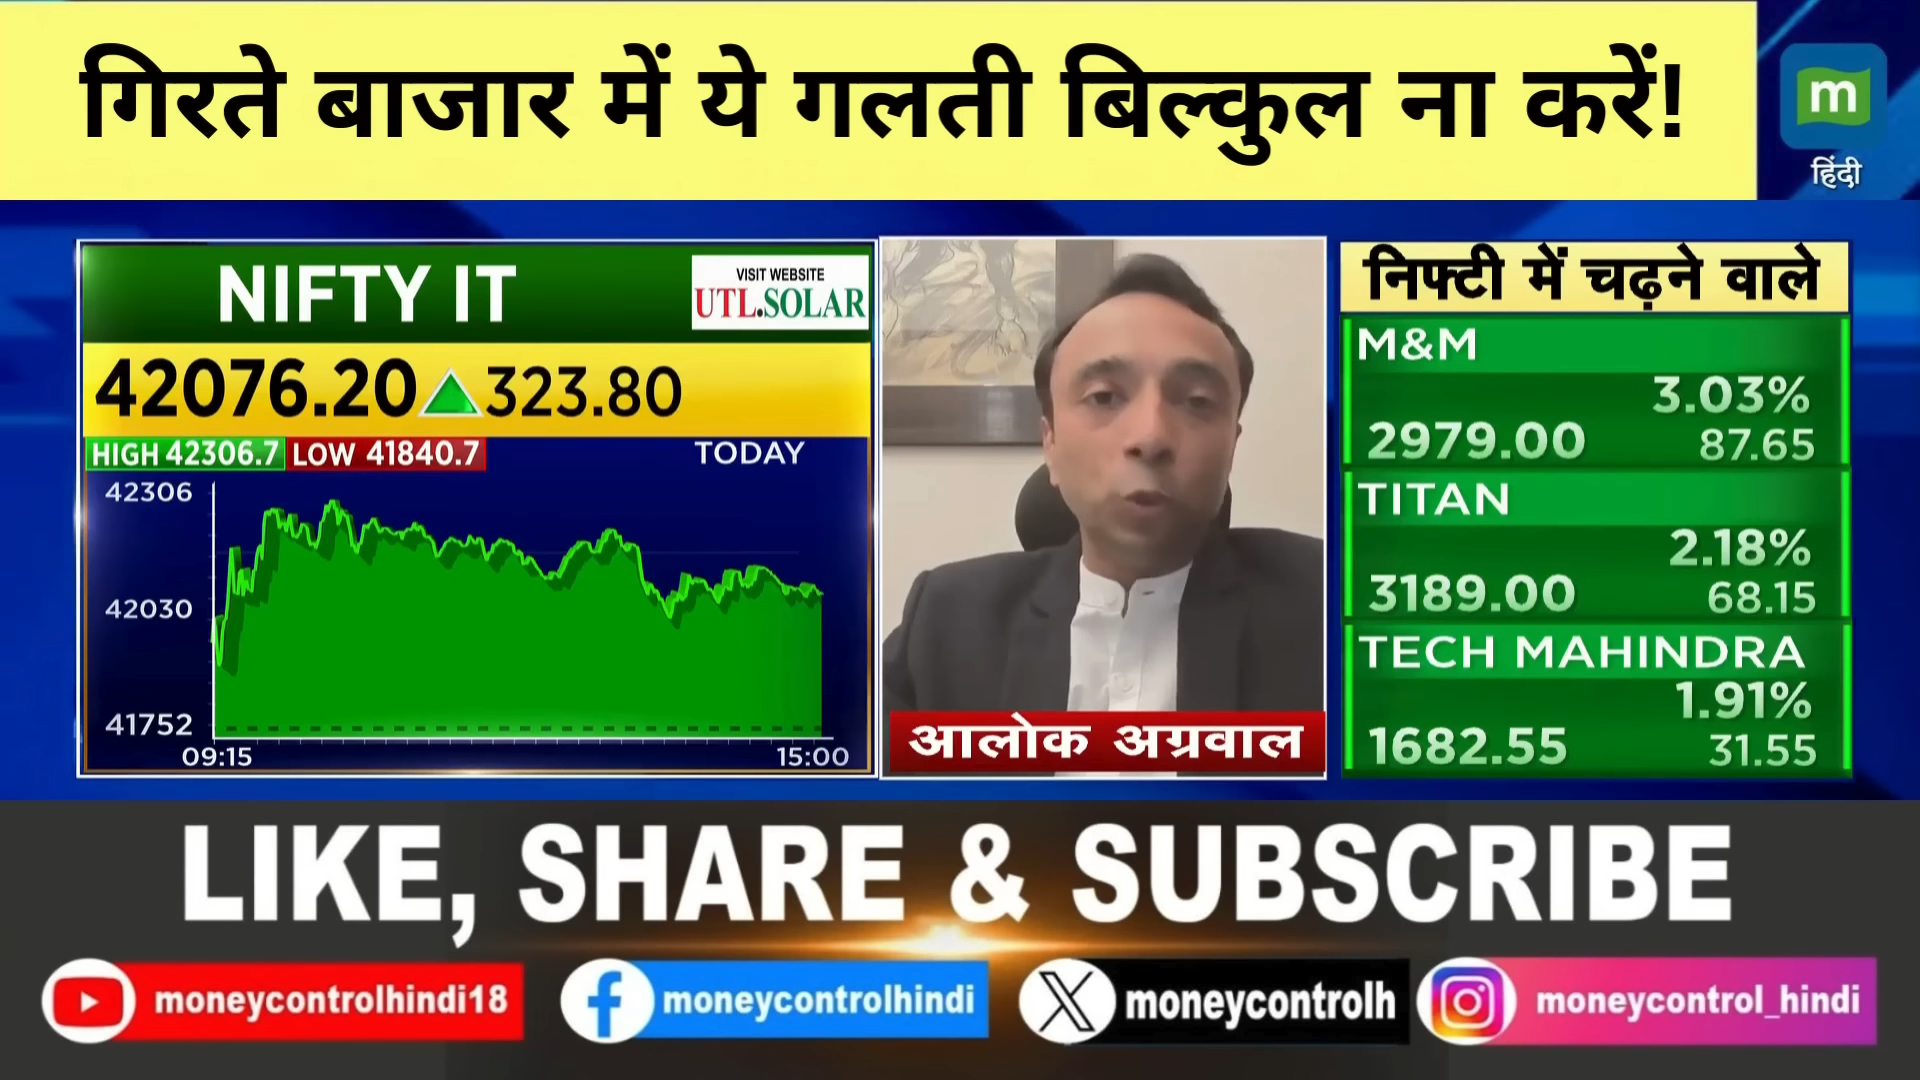 गिरते बाजार में ये गलती बिल्कुल ना करें!
m
हिंदी
NIFTY IT
VISIT WEBSITE
UTL.SOLAR
42076.20 323.80
HIGH 42306.7 LOW 41840.7
TODAY
42306
42030
41752
09:15 15:00
आलोक अग्रवाल
निफ्टी में चढ़ने वाले
M&M
3.03%
2979.00 87.65
TITAN
2.18%
3189.00 68.15
TECH MAHINDRA
1.91%
1682.55 31.55
LIKE, SHARE & SUBSCRIBE
moneycontrolhindi18 moneycontrolhindi moneycontrolh moneycontrol_hindi